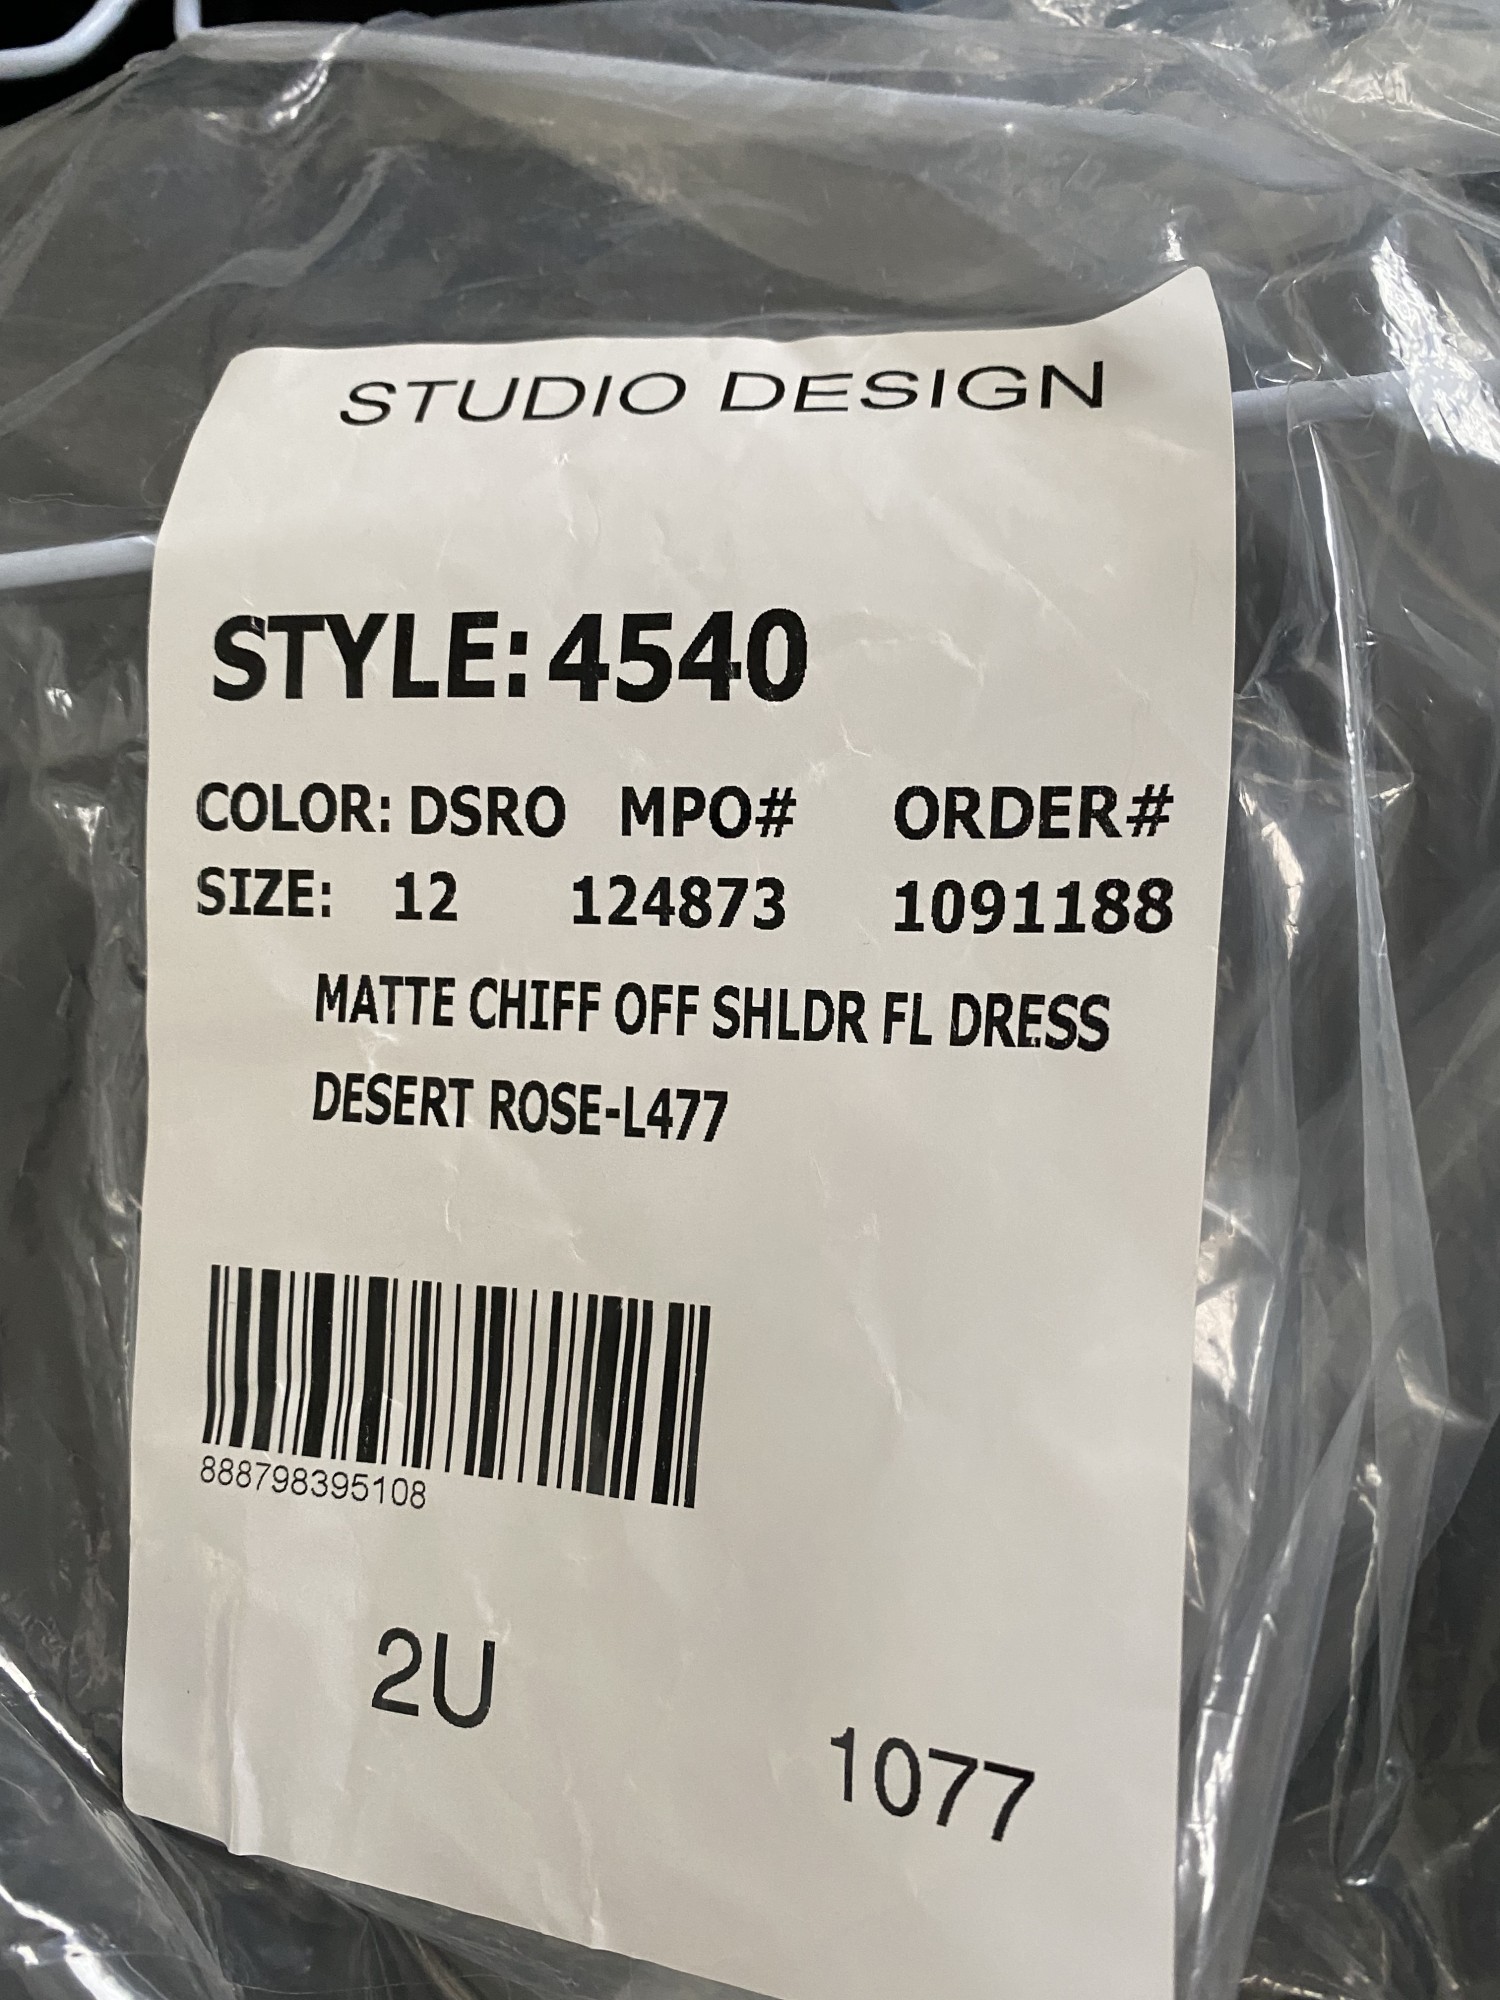 STUDIO DESIGN
STYLE: 4540
COLOR: DSRO MPO# ORDER#
SIZE: 12 124873 1091188
MATTE CHIFF OFF SHLDR FL DRESS
DESERT ROSE-L477
888798395108
2U
1077